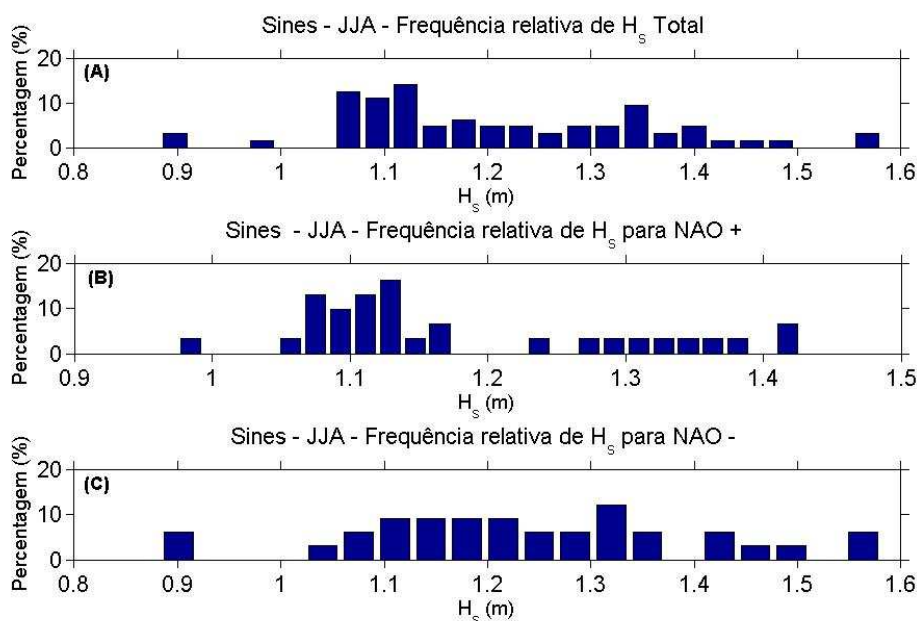 Sines - JJA - Frequência relativa de H_S Total
Percentagem (%)
(A)
20
10
0
0.8 0.9 1 1.1 1.2 1.3 1.4 1.5 1.6
H_S (m)
Sines - JJA - Frequência relativa de H_S para NAO +
Percentagem (%)
(B)
20
10
0
0.9 1 1.1 1.2 1.3 1.4 1.5
H_S (m)
Sines - JJA - Frequência relativa de H_S para NAO -
Percentagem (%)
(C)
20
10
0
0.8 0.9 1 1.1 1.2 1.3 1.4 1.5 1.6
H_S (m)